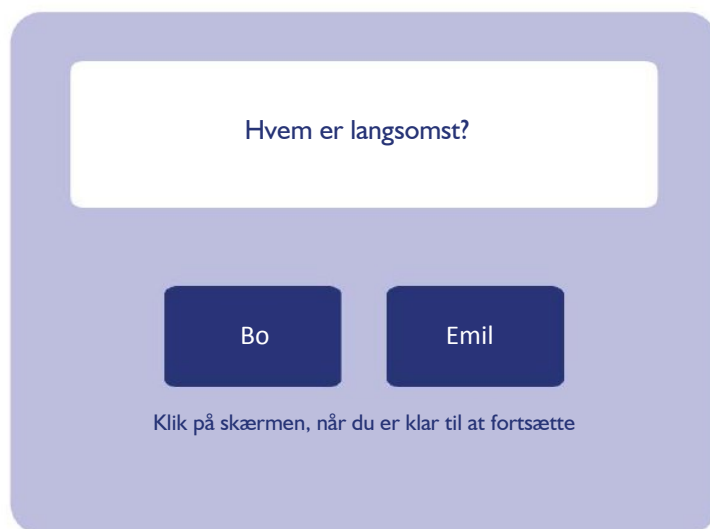 Hvem er langsomst?
Bo
Emil
Klik på skærmen, når du er klar til at fortsætte